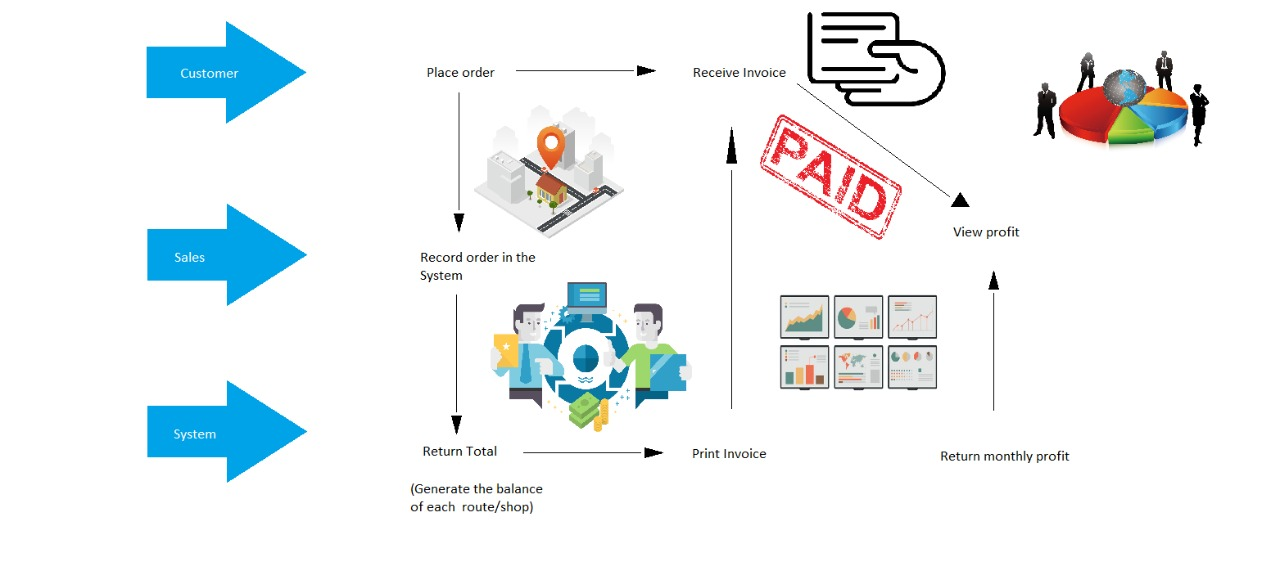 Customer
Place order
Receive Invoice
PAID
View profit
Sales
Record order in the
System
System
Return Total
Print Invoice
Return monthly profit
(Generate the balance
of each  route/shop)